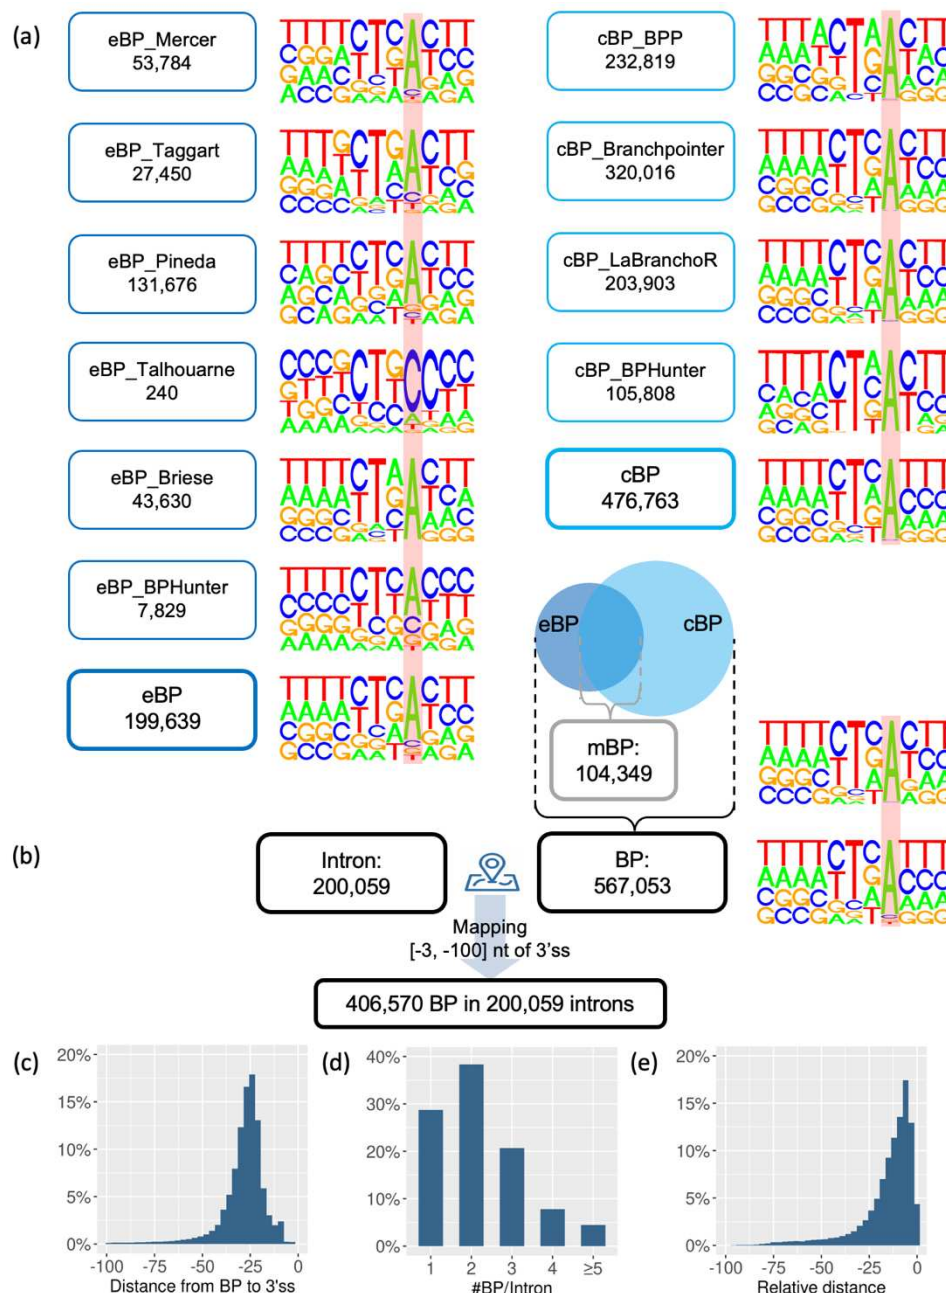 (a)
eBP_Mercer
53,784
eBP_Taggart
27,450
eBP_Pineda
131,676
eBP_Talhouarne
240
eBP_Briese
43,630
eBP_BPHunter
7,829
eBP
199,639
cBP_BPP
232,819
cBP_Branchpointer
320,016
cBP_LaBranchoR
203,903
cBP_BPHunter
105,808
cBP
476,763
eBP
cBP
mBP:
104,349
(b)
Intron:
200,059
BP:
567,053
Mapping
[-3, -100] nt of 3'ss
406,570 BP in 200,059 introns
(c)
20%
15%
10%
5%
0%
-100 -75 -50 -25 0
Distance from BP to 3'ss
(d)
40%
30%
20%
10%
0%
1 2 3 4 ≥5
#BP/Intron
(e)
20%
15%
10%
5%
0%
-100 -75 -50 -25 0
Relative distance